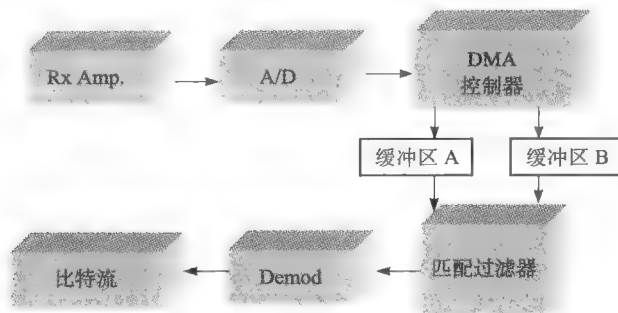 Rx Amp.
A/D
DMA
控制器
缓冲区 A
缓冲区 B
比特流
Demod
匹配过滤器